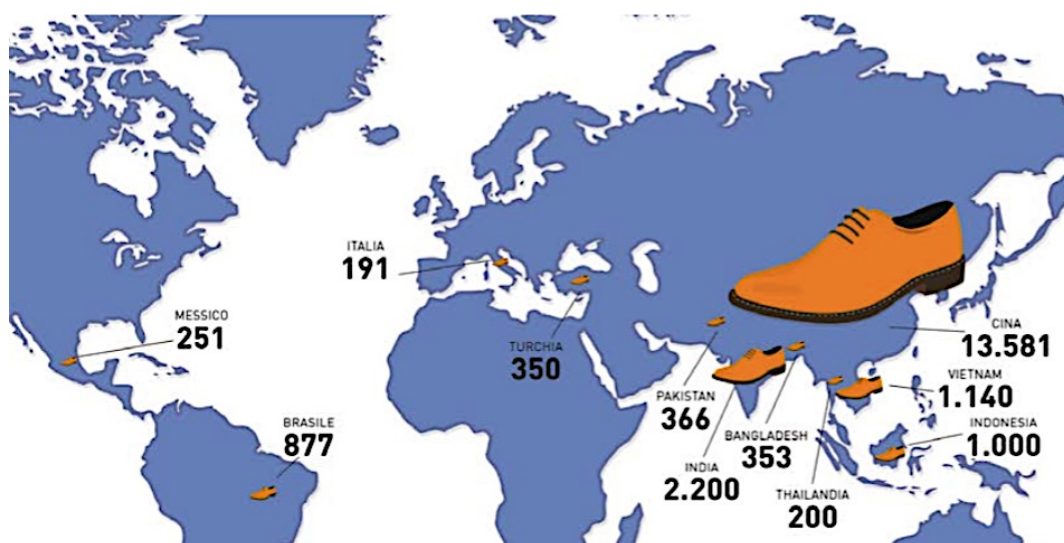 ITALIA
191
MESSICO
251
BRASILE
877
TURCHIA
350
PAKISTAN
366
INDIA
2.200
BANGLADESH
353
THAILANDIA
200
CINA
13.581
VIETNAM
1.140
INDONESIA
1.000